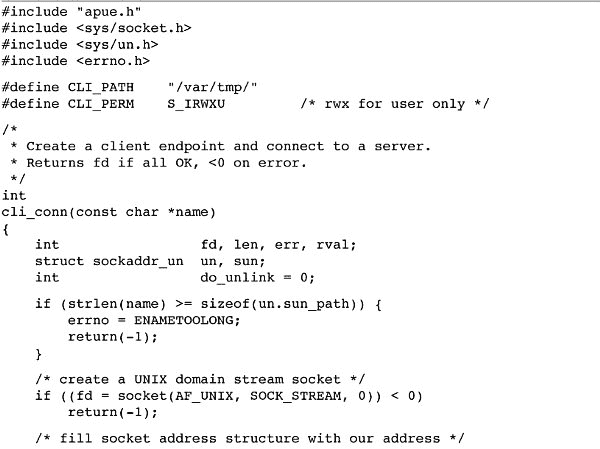 #include "apue.h"
#include <sys/socket.h>
#include <sys/un.h>
#include <errno.h>
#define CLI_PATH    "/var/tmp/"
#define CLI_PERM    S_IRWXU         /* rwx for user only */
/*
 * Create a client endpoint and connect to a server.
 * Returns fd if all OK, <0 on error.
 */
int
cli_conn(const char *name)
{
    int                 fd, len, err, rval;
    struct sockaddr_un  un, sun;
    int                 do_unlink = 0;
    if (strlen(name) >= sizeof(un.sun_path)) {
        errno = ENAMETOOLONG;
        return(-1);
    }
    /* create a UNIX domain stream socket */
    if ((fd = socket(AF_UNIX, SOCK_STREAM, 0)) < 0)
        return(-1);
    /* fill socket address structure with our address */